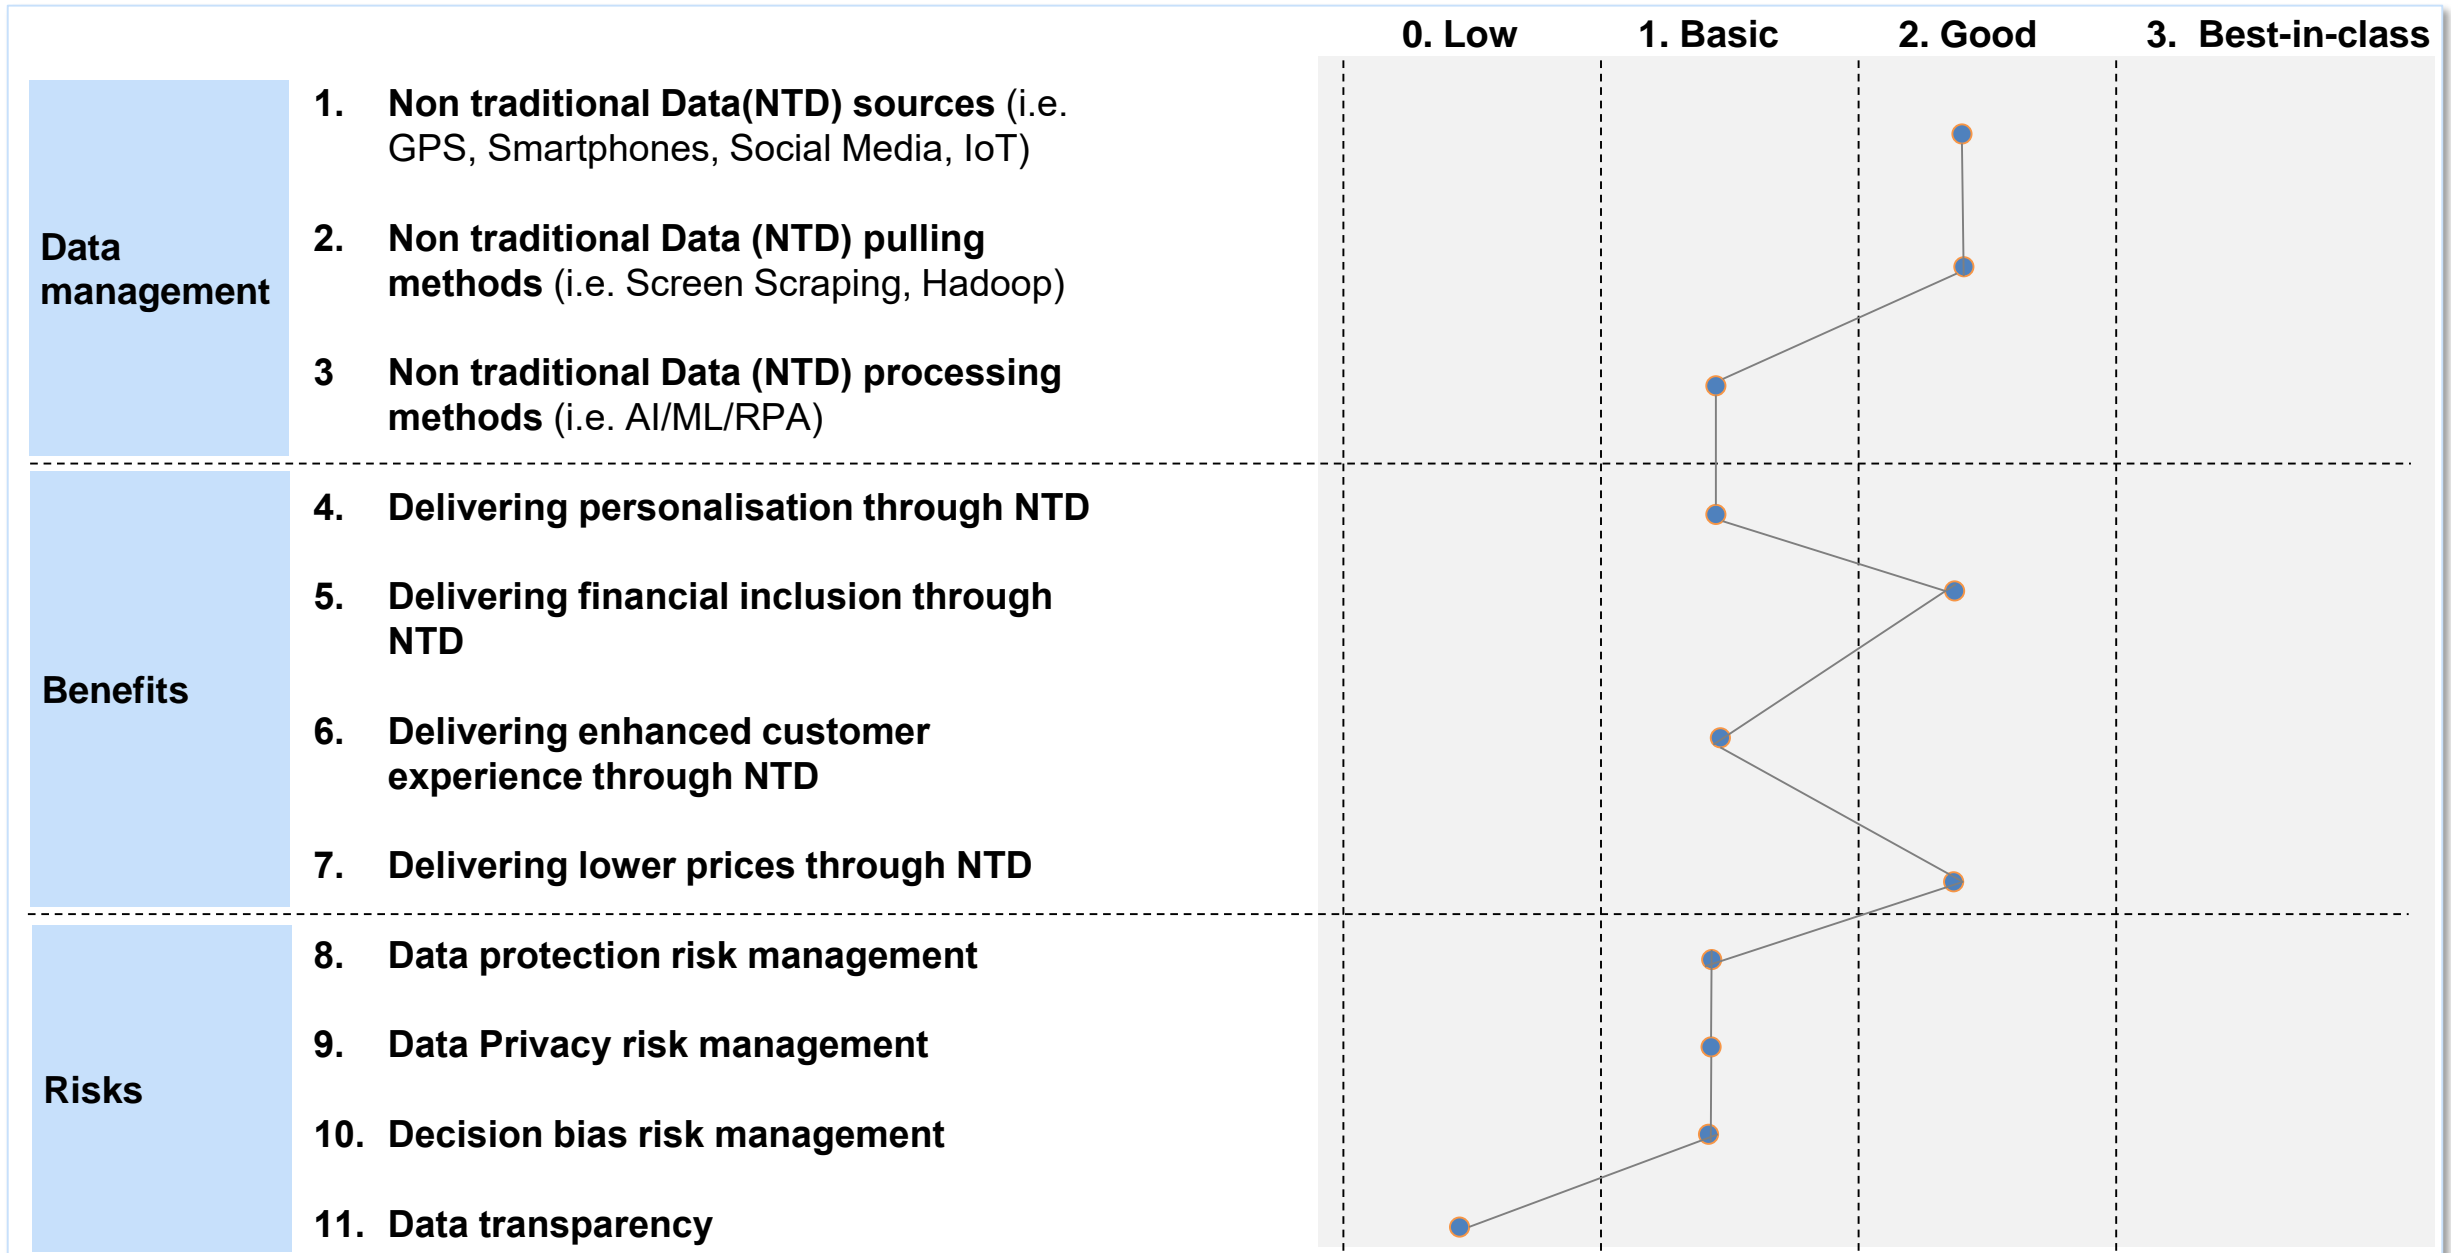 0. Low 1. Basic 2. Good 3. Best-in-class
Data
management
1. Non traditional Data(NTD) sources (i.e.
GPS, Smartphones, Social Media, IoT)
2. Non traditional Data (NTD) pulling
methods (i.e. Screen Scraping, Hadoop)
3 Non traditional Data (NTD) processing
methods (i.e. AI/ML/RPA)
Benefits
4. Delivering personalisation through NTD
5. Delivering financial inclusion through
NTD
6. Delivering enhanced customer
experience through NTD
7. Delivering lower prices through NTD
Risks
8. Data protection risk management
9. Data Privacy risk management
10. Decision bias risk management
11. Data transparency